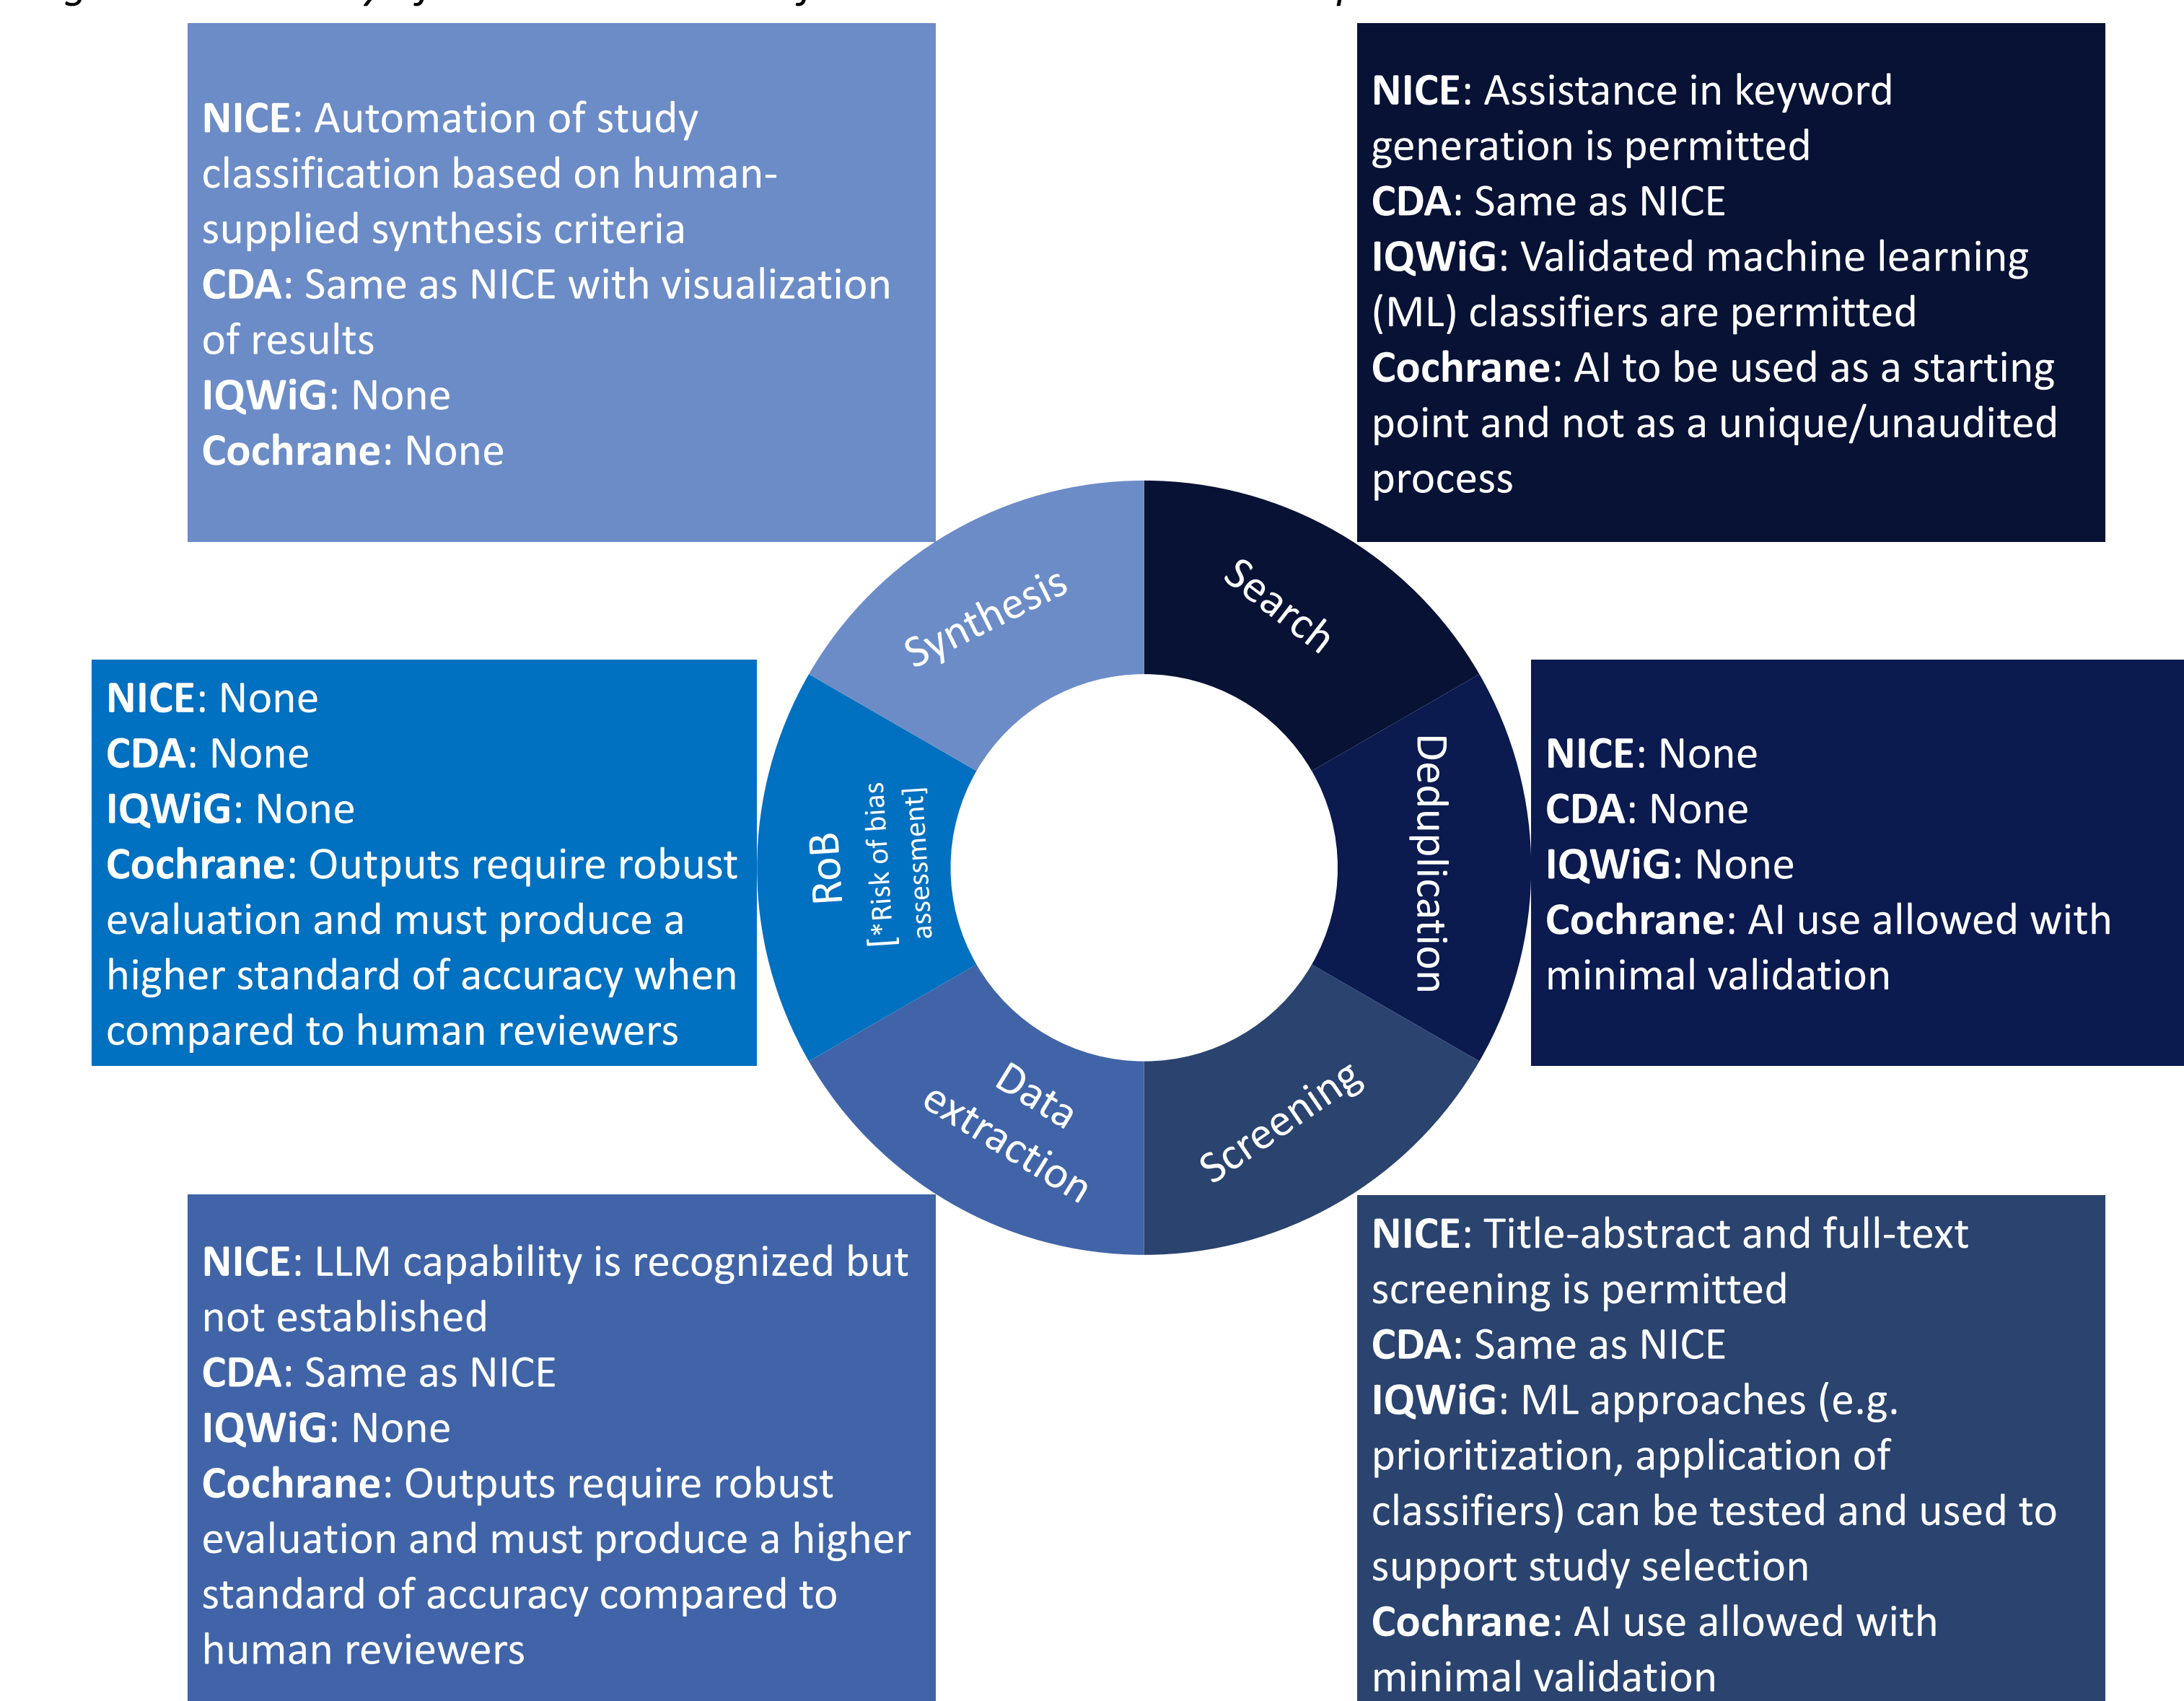 NICE: Automation of study
classification based on human-
supplied synthesis criteria
CDA: Same as NICE with visualization
of results
IQWiG: None
Cochrane: None
NICE: Assistance in keyword
generation is permitted
CDA: Same as NICE
IQWiG: Validated machine learning
(ML) classifiers are permitted
Cochrane: AI to be used as a starting
point and not as a unique/unaudited
process
Synthesis
Search
NICE: None
CDA: None
IQWiG: None
Cochrane: Outputs require robust
evaluation and must produce a
higher standard of accuracy when
compared to human reviewers
RoB
[*Risk of bias
assessment]
Deduplication
NICE: None
CDA: None
IQWiG: None
Cochrane: AI use allowed with
minimal validation
Data
extraction
Screening
NICE: LLM capability is recognized but
not established
CDA: Same as NICE
IQWiG: None
Cochrane: Outputs require robust
evaluation and must produce a higher
standard of accuracy compared to
human reviewers
NICE: Title-abstract and full-text
screening is permitted
CDA: Same as NICE
IQWiG: ML approaches (e.g.
prioritization, application of
classifiers) can be tested and used to
support study selection
Cochrane: AI use allowed with
minimal validation